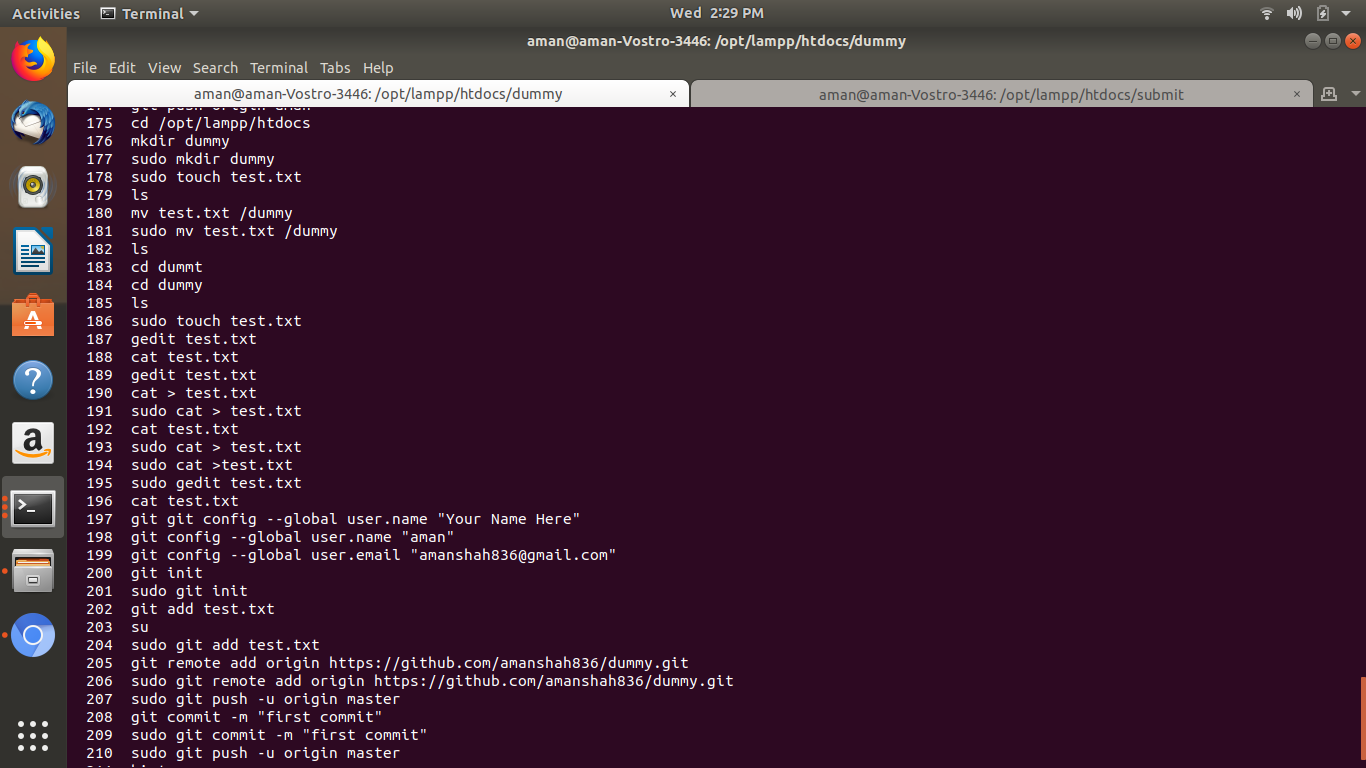 Activities Terminal Wed 2:29 PM
aman@aman-Vostro-3446: /opt/lampp/htdocs/dummy
File Edit View Search Terminal Tabs Help
aman@aman-Vostro-3446: /opt/lampp/htdocs/dummy × aman@aman-Vostro-3446: /opt/lampp/htdocs/submit ×
175 cd /opt/lampp/htdocs
176 mkdir dummy
177 sudo mkdir dummy
178 sudo touch test.txt
179 ls
180 mv test.txt /dummy
181 sudo mv test.txt /dummy
182 ls
183 cd dummt
184 cd dummy
185 ls
186 sudo touch test.txt
187 gedit test.txt
188 cat test.txt
189 gedit test.txt
190 cat > test.txt
191 sudo cat > test.txt
192 cat test.txt
193 sudo cat > test.txt
194 sudo cat >test.txt
195 sudo gedit test.txt
196 cat test.txt
197 git git config --global user.name "Your Name Here"
198 git config --global user.name "aman"
199 git config --global user.email "amanshah836@gmail.com"
200 git init
201 sudo git init
202 git add test.txt
203 su
204 sudo git add test.txt
205 git remote add origin https://github.com/amanshah836/dummy.git
206 sudo git remote add origin https://github.com/amanshah836/dummy.git
207 sudo git push -u origin master
208 git commit -m "first commit"
209 sudo git commit -m "first commit"
210 sudo git push -u origin master